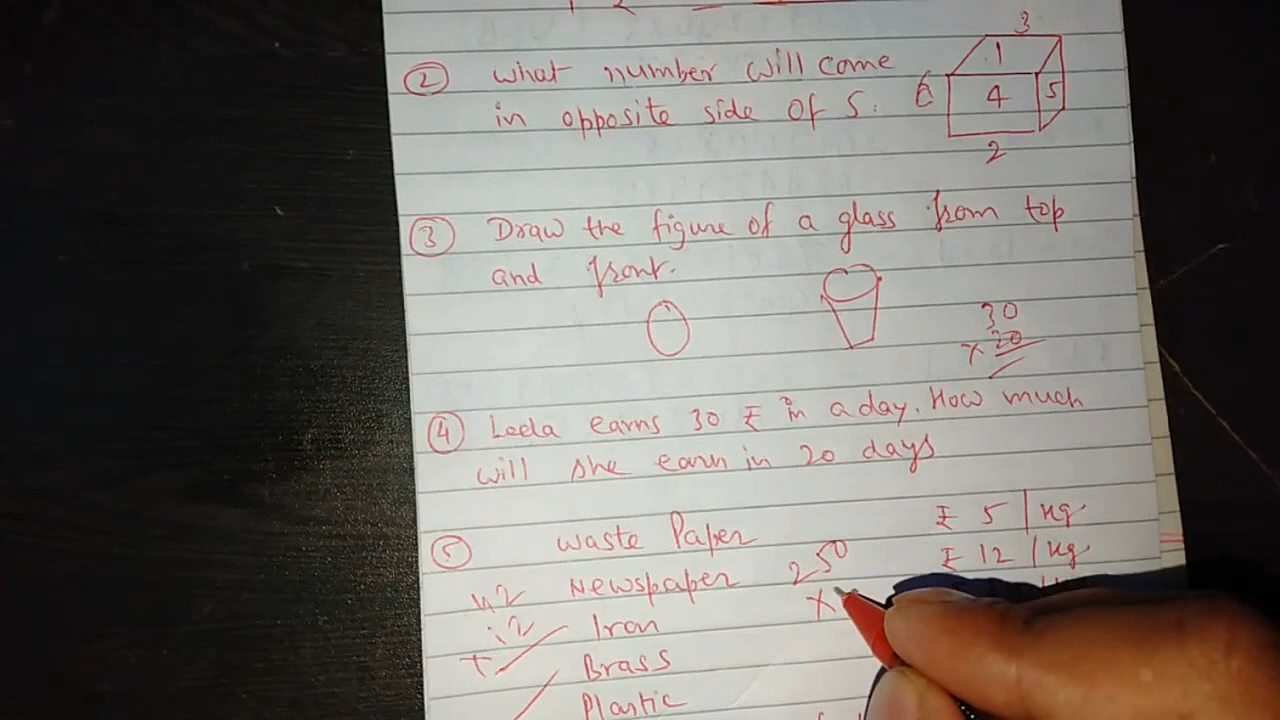 3
② what number will come
1
6 4 5
in opposite side of 5.
2
③ Draw the figure of a glass from top
and front.
30
x 20
④ Leela earns 30 ₹ in a day. How much
will she earn in 20 days
⑤ Waste Paper ₹ 5 | kg
Newspaper 250 ₹ 12 | kg
42 x
12 Iron
x
Brass
Plastic